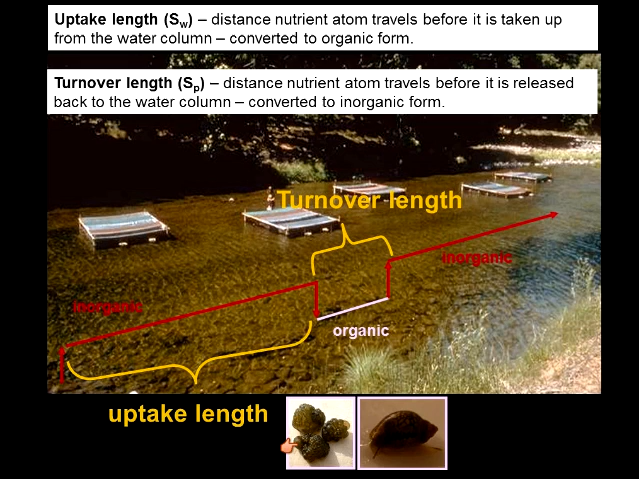 Uptake length (Sw) – distance nutrient atom travels before it is taken up
from the water column – converted to organic form.
Turnover length (Sp) – distance nutrient atom travels before it is released
back to the water column – converted to inorganic form.
Turnover length
inorganic
inorganic
organic
uptake length